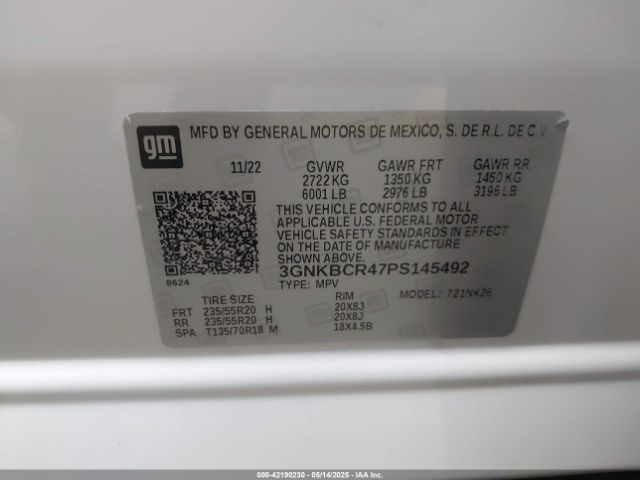 gm
MFD BY GENERAL MOTORS DE MEXICO, S. DE R.L. DE C.V.
11/22 GVWR GAWR FRT GAWR RR
2722 KG 1350 KG 1450 KG
6001 LB 2976 LB 3196 LB
THIS VEHICLE CONFORMS TO ALL
APPLICABLE U.S. FEDERAL MOTOR
VEHICLE SAFETY STANDARDS IN EFFECT
ON THE DATE OF MANUFACTURE
8624
3GNKBCR47PS145492
TYPE: MPV MODEL: 721NK26
TIRE SIZE RIM
FRT 235/55R20 H 20X8J
RR 235/55R20 H 20X8J
SPA T135/70R18 M 18X4.5B
000-42190230 - 05/14/2025 - IAA, Inc.